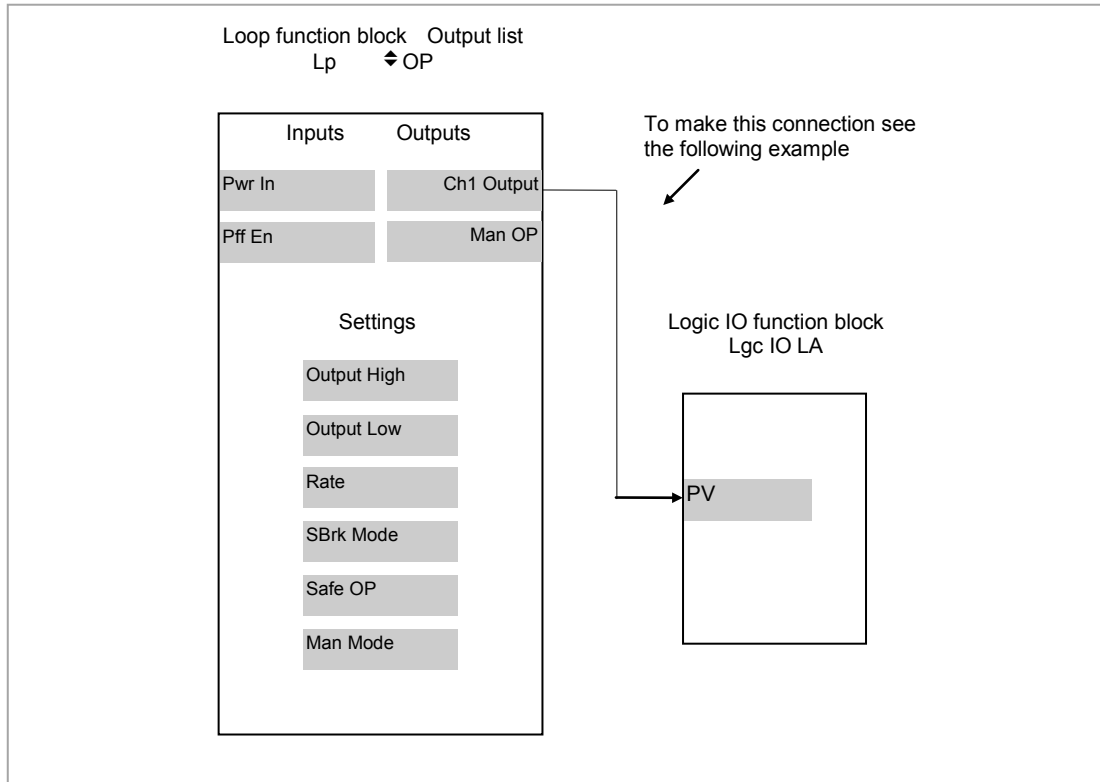 Loop function block Output list
Lp OP
Inputs Outputs
To make this connection see
the following example
Pwr In Ch1 Output
Pff En Man OP
Settings
Logic IO function block
Lgc IO LA
Output High
Output Low
Rate
PV
SBrk Mode
Safe OP
Man Mode